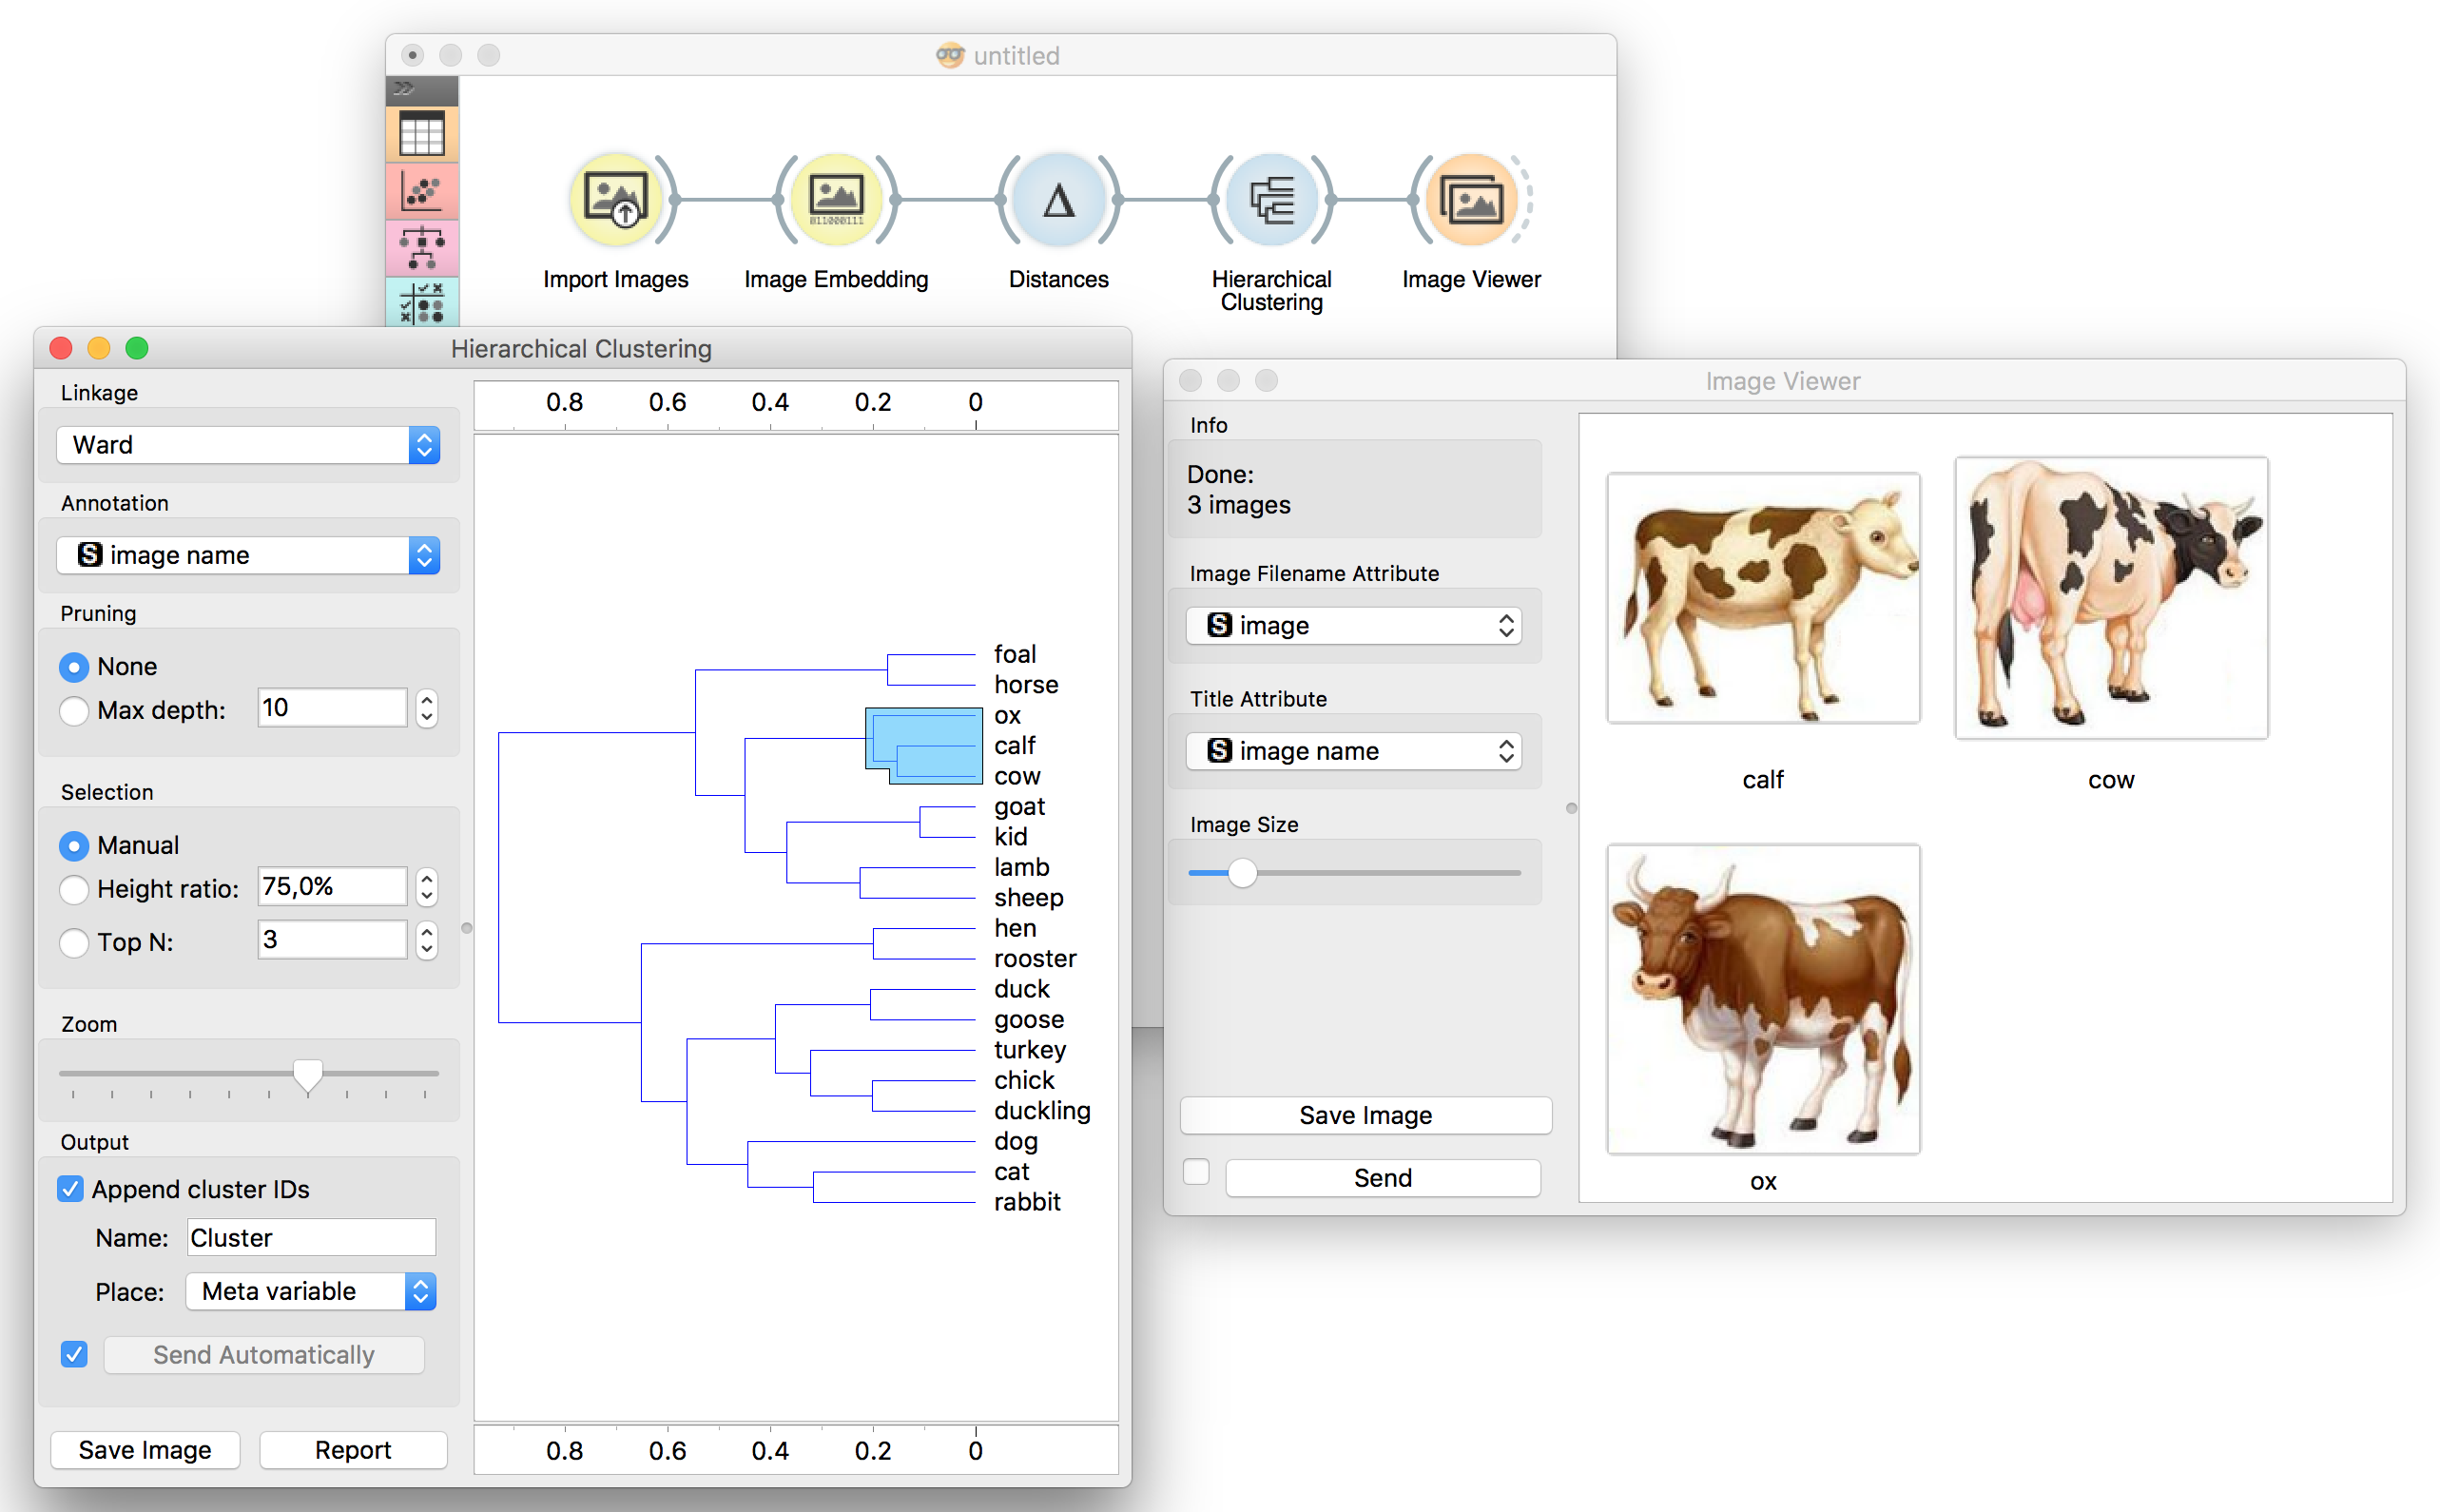 untitled
Import Images
Image Embedding
011000111
Distances
Hierarchical
Clustering
Image Viewer
Hierarchical Clustering
Linkage
Ward
Annotation
S image name
Pruning
None
Max depth: 10
Selection
Manual
Height ratio: 75,0%
Top N: 3
Zoom
Output
Append cluster IDs
Name: Cluster
Place: Meta variable
Send Automatically
Save Image Report
0.8 0.6 0.4 0.2 0
foal
horse
ox
calf
cow
goat
kid
lamb
sheep
hen
rooster
duck
goose
turkey
chick
duckling
dog
cat
rabbit
0.8 0.6 0.4 0.2 0
Image Viewer
Info
Done:
3 images
Image Filename Attribute
S image
Title Attribute
S image name
Image Size
Save Image
Send
calf cow
ox